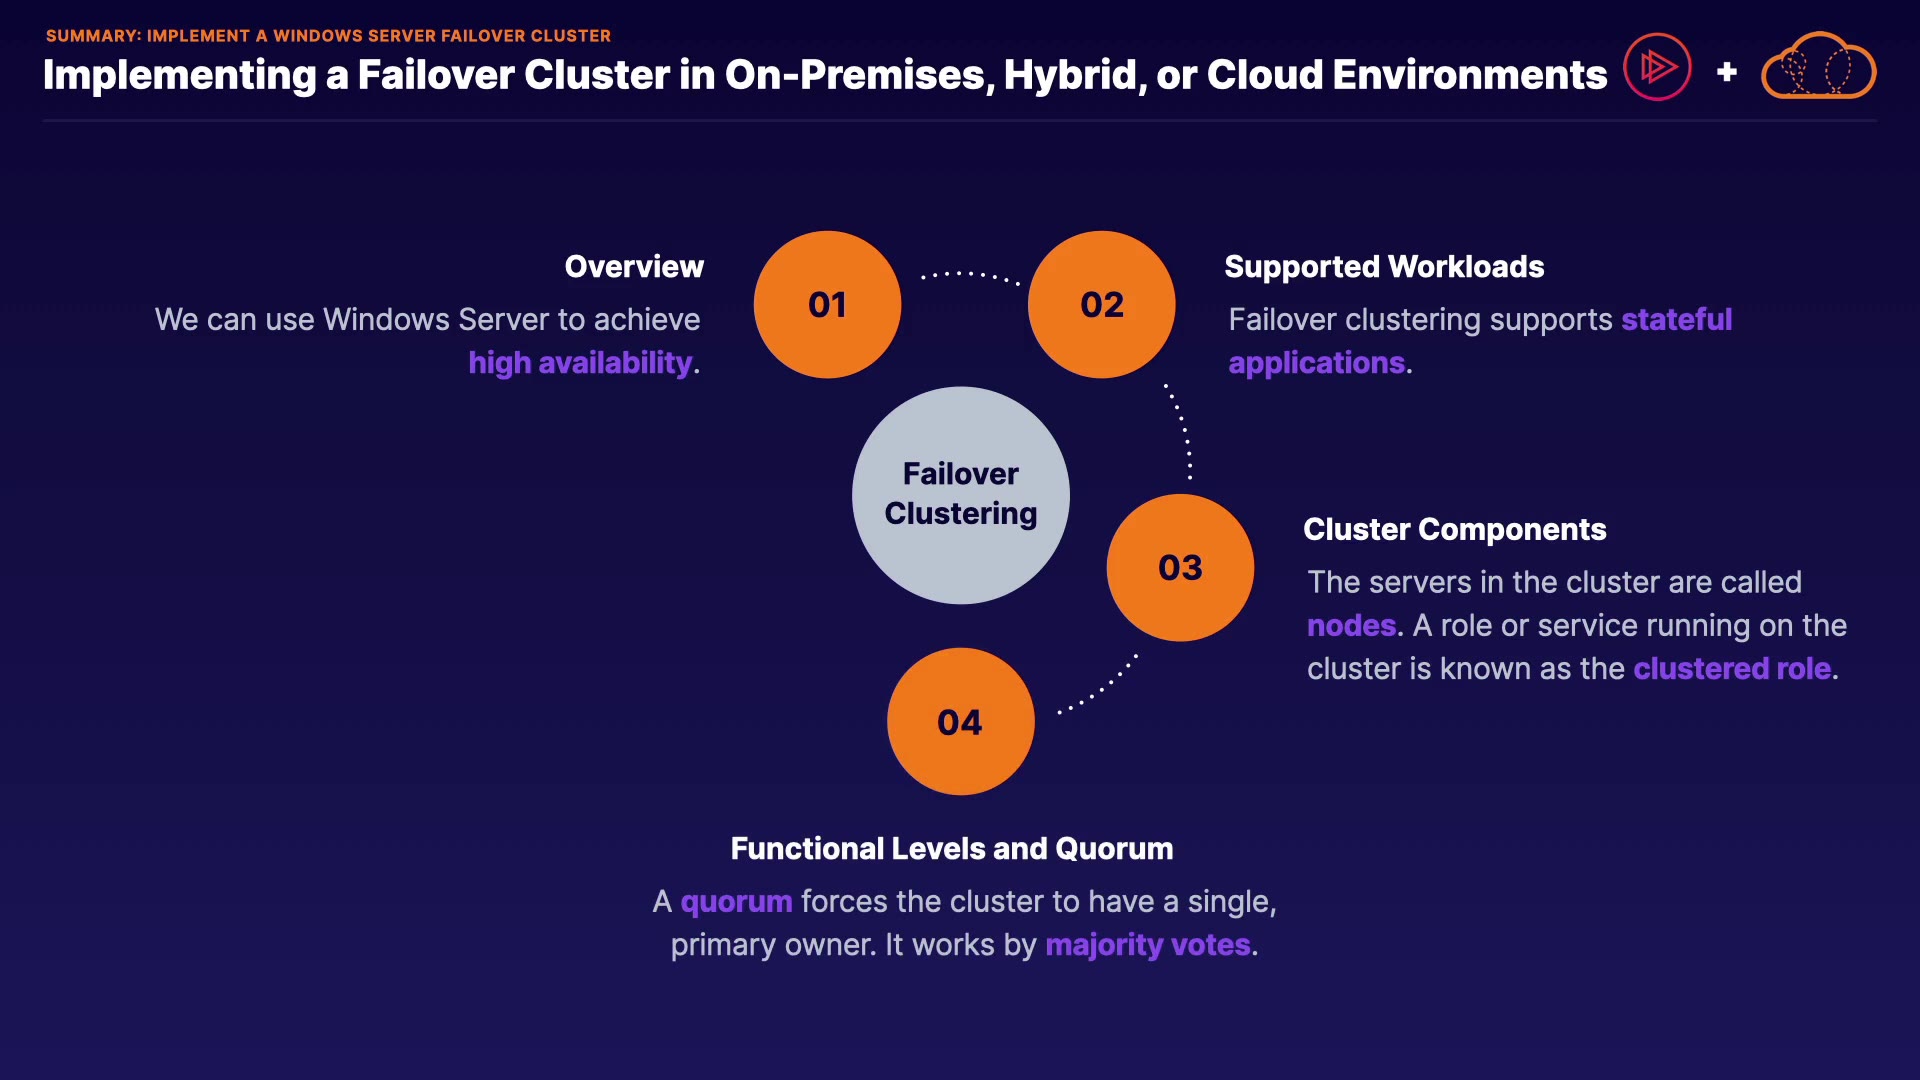 SUMMARY: IMPLEMENT A WINDOWS SERVER FAILOVER CLUSTER
Implementing a Failover Cluster in On-Premises, Hybrid, or Cloud Environments
+
Overview
We can use Windows Server to achieve
high availability.
01
02
Supported Workloads
Failover clustering supports stateful
applications.
Failover
Clustering
03
Cluster Components
The servers in the cluster are called
nodes. A role or service running on the
cluster is known as the clustered role.
04
Functional Levels and Quorum
A quorum forces the cluster to have a single,
primary owner. It works by majority votes.